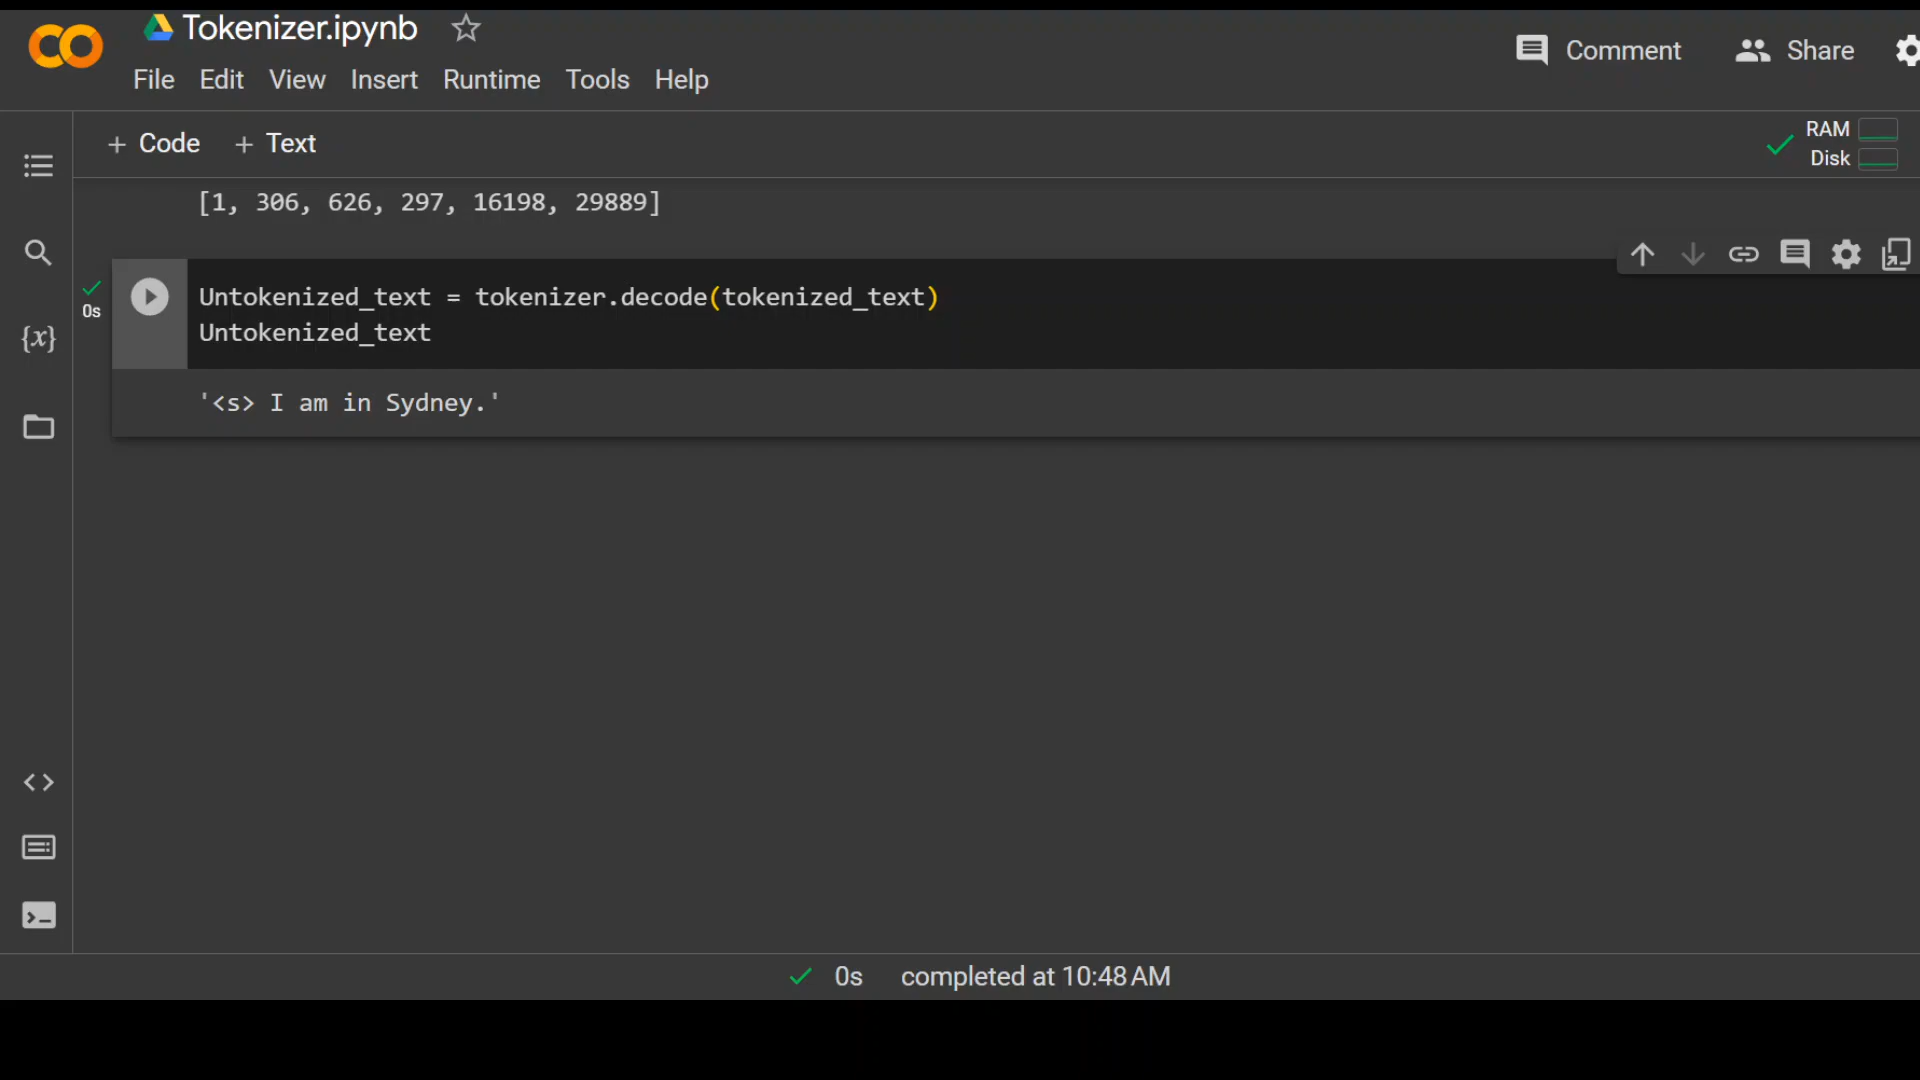 Tokenizer.ipynb
Comment Share
File Edit View Insert Runtime Tools Help
+ Code + Text
RAM
Disk
[1, 306, 626, 297, 16198, 29889]
0s
Untokenized_text = tokenizer.decode(tokenized_text)
Untokenized_text
'<s> I am in Sydney.'
{x}
0s completed at 10:48 AM